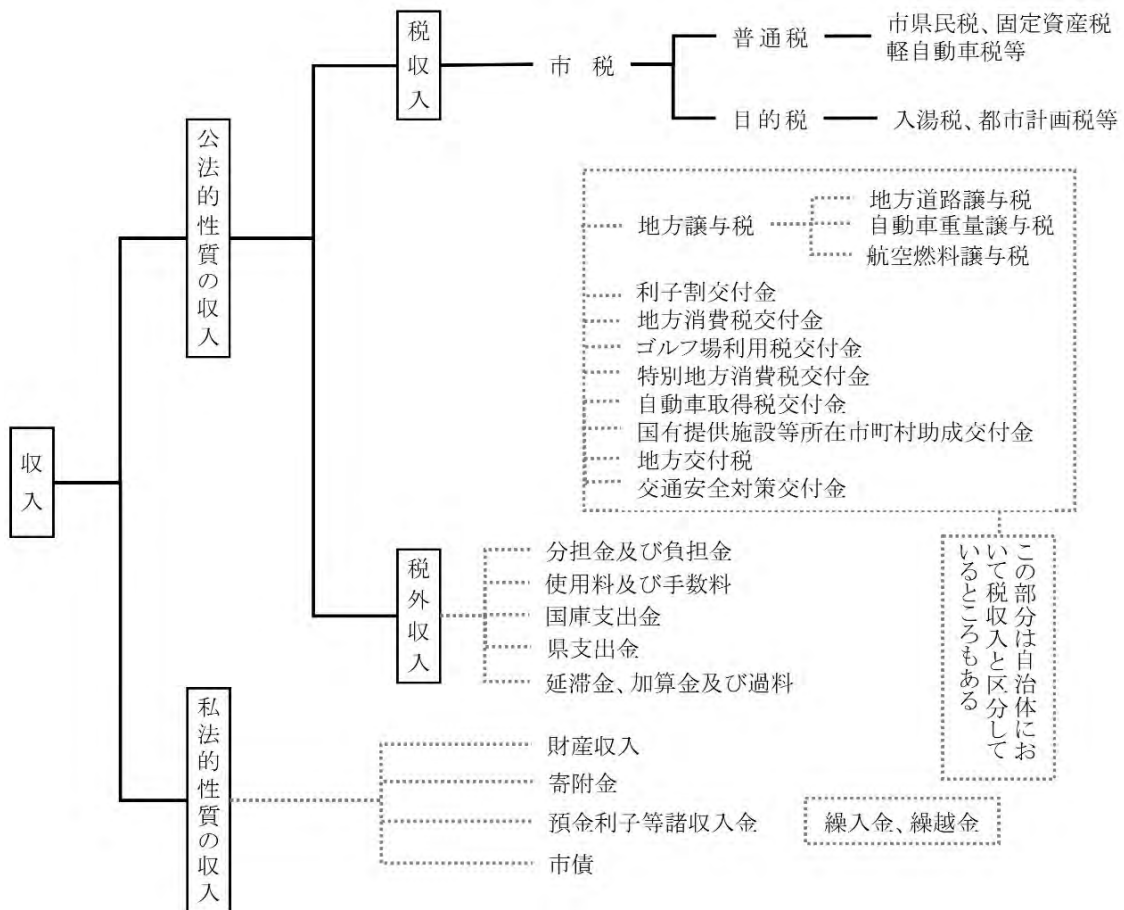 収入
公法的性質の収入
税収入
市税
普通税
市県民税、固定資産税
軽自動車税等
目的税
入湯税、都市計画税等
地方譲与税
地方道路譲与税
自動車重量譲与税
航空燃料譲与税
利子割交付金
地方消費税交付金
ゴルフ場利用税交付金
特別地方消費税交付金
自動車取得税交付金
国有提供施設等所在市町村助成交付金
地方交付税
交通安全対策交付金
この部分は自治体にお
いて税収入と区分して
いるところもある
税外収入
分担金及び負担金
使用料及び手数料
国庫支出金
県支出金
延滞金、加算金及び過料
私法的性質の収入
財産収入
寄附金
預金利子等諸収入金
繰入金、繰越金
市債